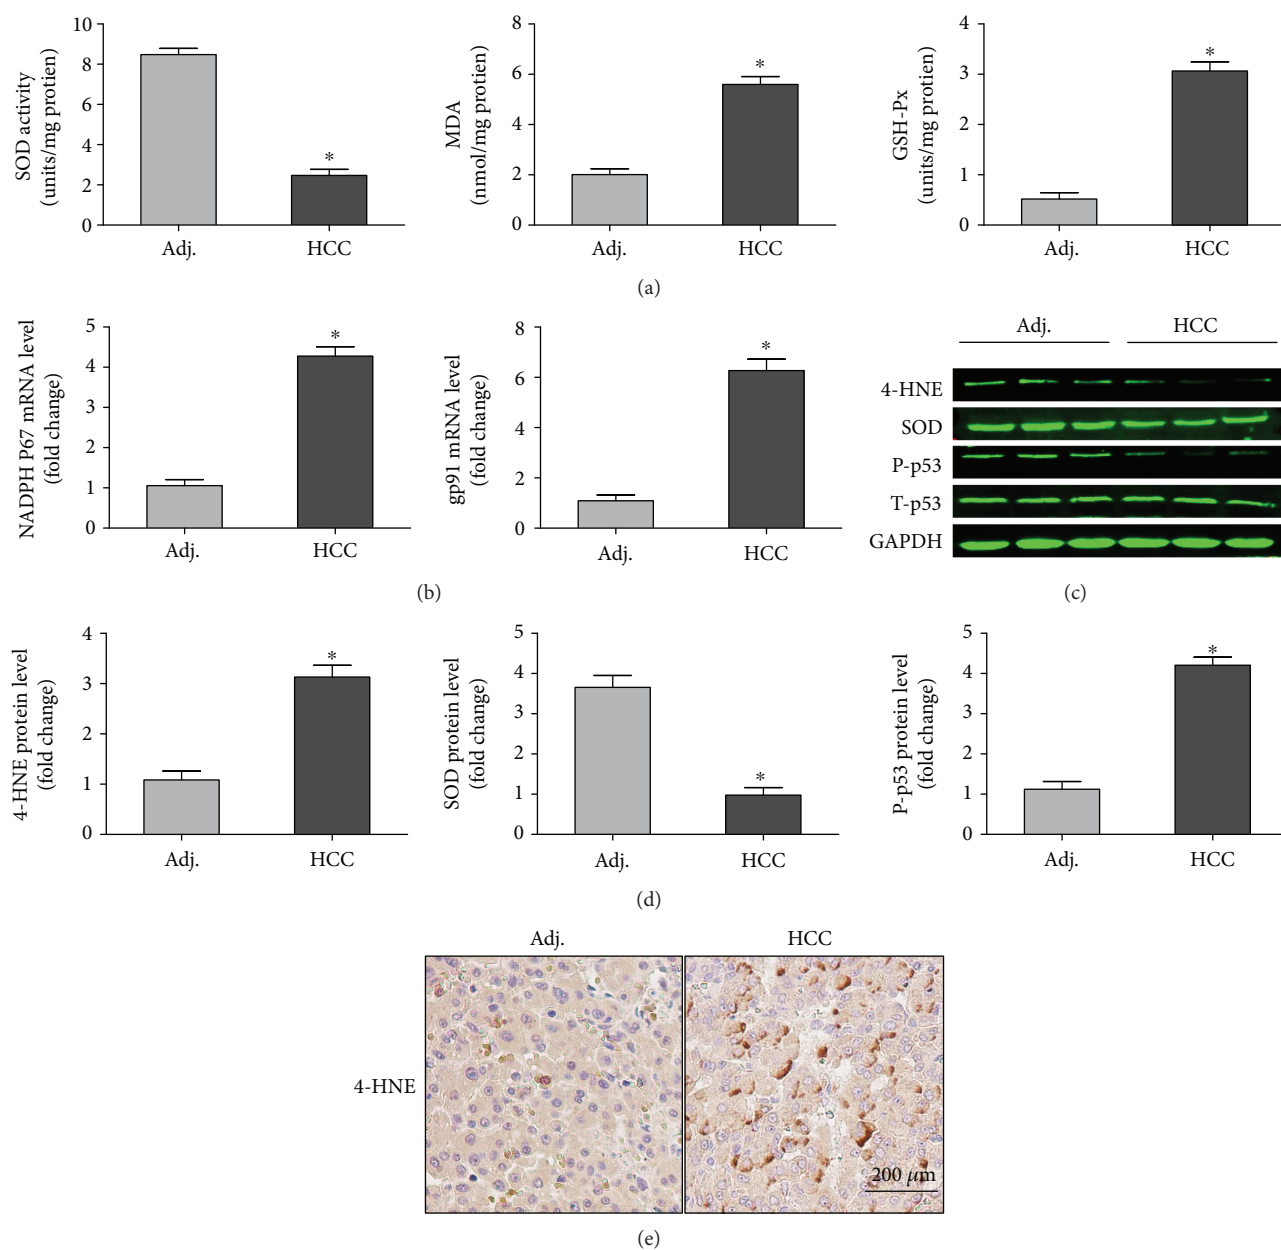 SOD activity
(units/mg protien)
10
8
6
4
2
0
*
Adj.
HCC
MDA
(nmol/mg protien)
8
6
4
2
0
*
Adj.
HCC
GSH-Px
(units/mg protien)
4
3
2
1
0
*
Adj.
HCC
(a)
NADPH P67 mRNA level
(fold change)
5
4
3
2
1
0
*
Adj.
HCC
gp91 mRNA level
(fold change)
8
6
4
2
0
*
Adj.
HCC
(b)
Adj.
HCC
4-HNE
SOD
P-p53
T-p53
GAPDH
(c)
4-HNE protein level
(fold change)
4
3
2
1
0
*
Adj.
HCC
SOD protein level
(fold change)
5
4
3
2
1
0
*
Adj.
HCC
P-p53 protein level
(fold change)
5
4
3
2
1
0
*
Adj.
HCC
(d)
Adj.
HCC
4-HNE
200 μm
(e)